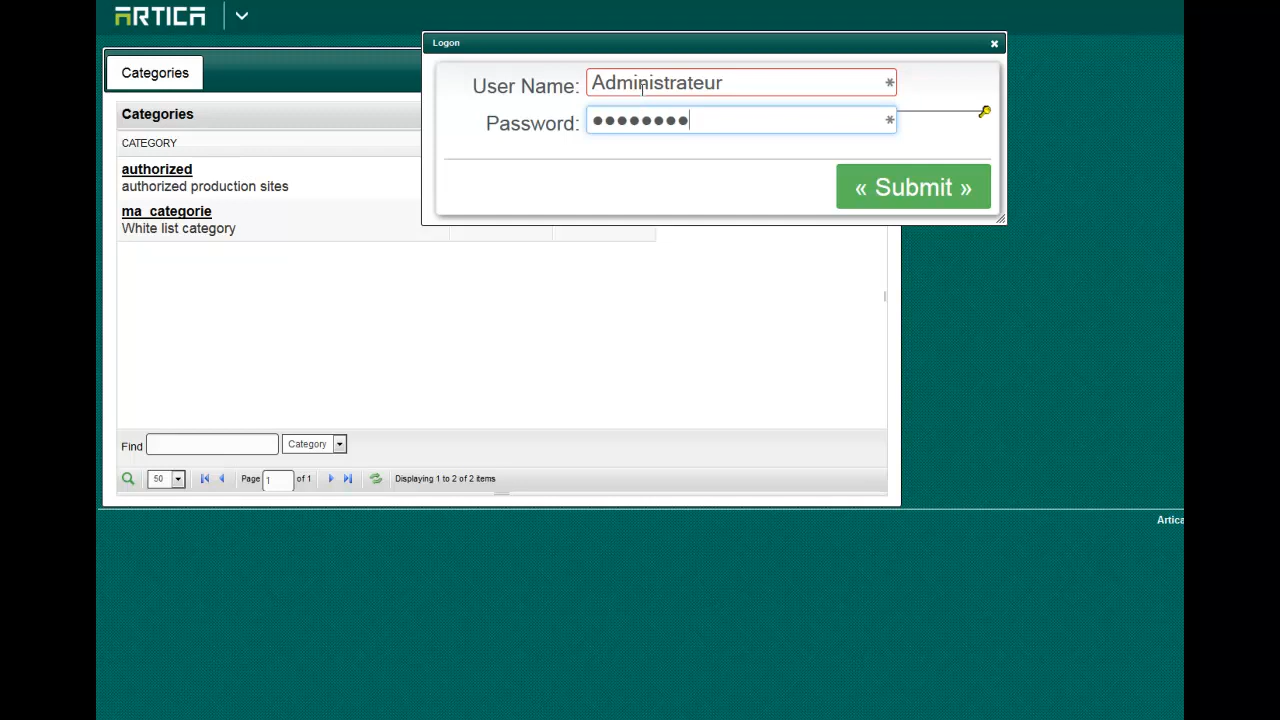 ARTICA
Logon
Categories
User Name: Administrateur *
Password: ●●●●●●●● *
« Submit »
Categories
CATEGORY
authorized
authorized production sites
ma_categorie
White list category
Find Category
50 Page 1 of 1 Displaying 1 to 2 of 2 items
Artica